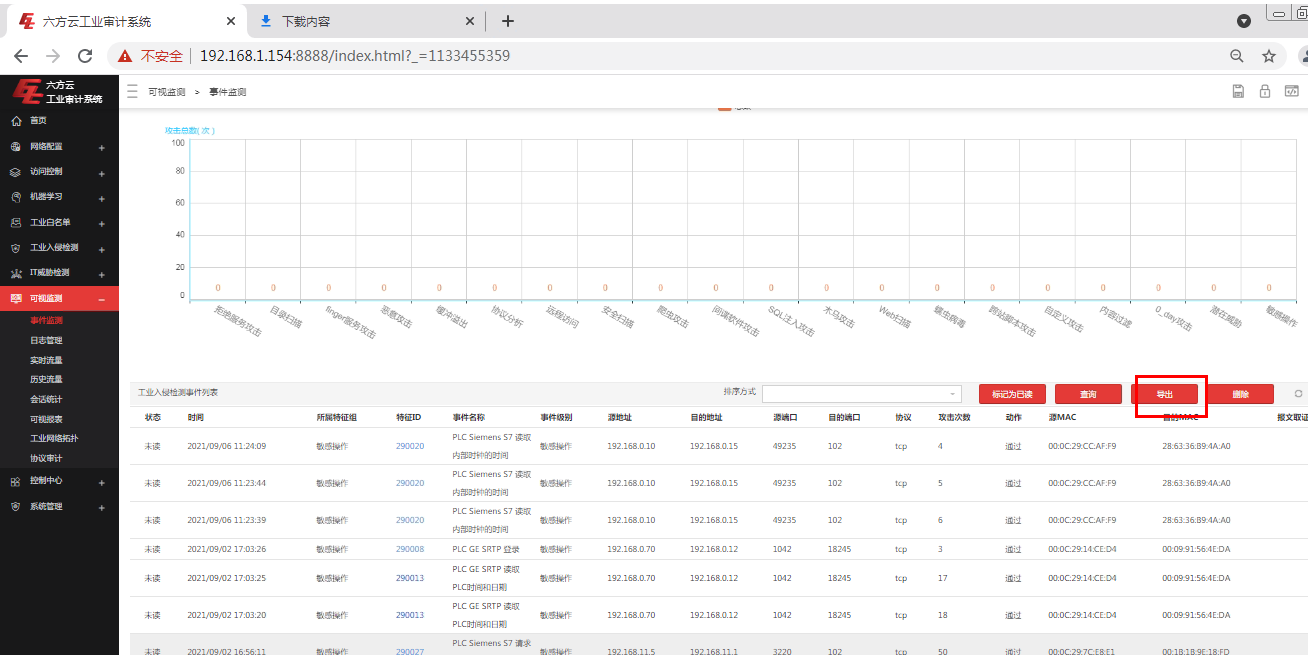 六方云工业审计系统
下载内容
不安全 192.168.1.154:8888/index.html?_=1133455359
六方云
工业审计系统
可视监测 > 事件监测
首页
网络配置 +
访问控制 +
机器学习 +
工业白名单 +
工业入侵检测 +
IT威胁检测 +
可视监测 −
事件监测
日志管理
实时流量
历史流量
会话统计
可视报表
工业网络拓扑
协议审计
控制中心 +
系统管理 +
攻击总数( 次 )
100
80
60
40
20
0
0 0 0 0 0 0 0 0 0 0 0 0 0 0 0 0 0 0 0 0
拒绝服务攻击
目录扫描
finger服务攻击
恶意攻击
缓冲溢出
协议分析
远程访问
安全扫描
爬虫攻击
间谍软件攻击
SQL注入攻击
木马攻击
Web扫描
蠕虫病毒
跨站脚本攻击
自定义攻击
内容过滤
0_day攻击
潜在威胁
敏感操作
工业入侵检测事件列表 排序方式 标记为已读 查询 导出 删除
状态 时间 所属特征组 特征ID 事件名称 事件级别 源地址 目的地址 源端口 目的端口 协议 攻击次数 动作 源MAC 目的MAC 报文取证
未读 2021/09/06 11:24:09 敏感操作 290020 PLC Siemens S7 读取 敏感操作 192.168.0.10 192.168.0.15 49235 102 tcp 4 通过 00:0C:29:CC:AF:F9 28:63:36:B9:4A:A0
内部时钟的时间
未读 2021/09/06 11:23:44 敏感操作 290020 PLC Siemens S7 读取 敏感操作 192.168.0.10 192.168.0.15 49235 102 tcp 5 通过 00:0C:29:CC:AF:F9 28:63:36:B9:4A:A0
内部时钟的时间
未读 2021/09/06 11:23:39 敏感操作 290020 PLC Siemens S7 读取 敏感操作 192.168.0.10 192.168.0.15 49235 102 tcp 6 通过 00:0C:29:CC:AF:F9 28:63:36:B9:4A:A0
内部时钟的时间
未读 2021/09/02 17:03:26 敏感操作 290008 PLC GE SRTP 登录 敏感操作 192.168.0.70 192.168.0.12 1042 18245 tcp 3 通过 00:0C:29:14:CE:D4 00:09:91:56:4E:DA
未读 2021/09/02 17:03:25 敏感操作 290013 PLC GE SRTP 读取 敏感操作 192.168.0.70 192.168.0.12 1042 18245 tcp 17 通过 00:0C:29:14:CE:D4 00:09:91:56:4E:DA
PLC时间和日期
未读 2021/09/02 17:03:20 敏感操作 290013 PLC GE SRTP 读取 敏感操作 192.168.0.70 192.168.0.12 1042 18245 tcp 18 通过 00:0C:29:14:CE:D4 00:09:91:56:4E:DA
PLC时间和日期
未读 2021/09/02 16:56:11 敏感操作 290027 PLC Siemens S7 请求 敏感操作 192.168.11.5 192.168.11.1 3220 102 tcp 50 通过 00:0C:29:7C:E8:E1 00:18:18:9E:18:FD